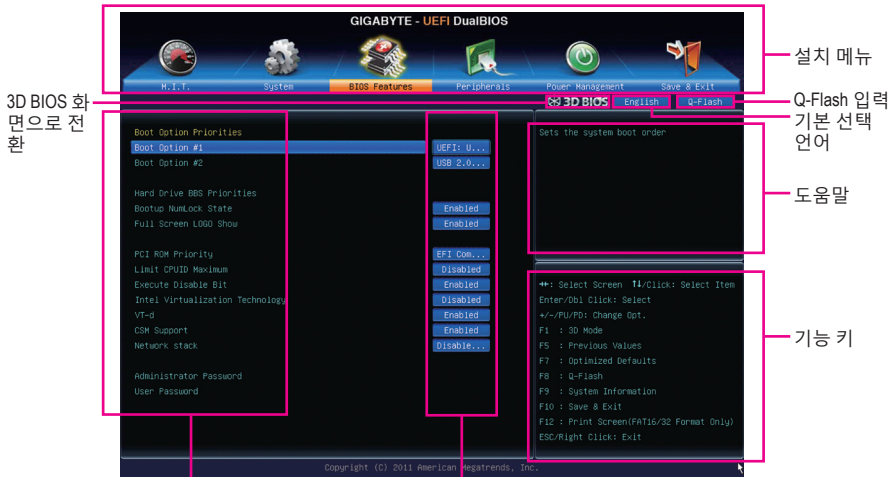 GIGABYTE - UEFI DualBIOS
M.I.T.
System
BIOS Features
Peripherals
Power Management
Save & Exit
설치 메뉴
3D BIOS 화
면으로 전
환
3D BIOS
English
Q-Flash
Q-Flash 입력
기본 선택
언어
Boot Option Priorities
Boot Option #1 UEFI: U...
Boot Option #2 USB 2.0...
Hard Drive BBS Priorities
Bootup NumLock State Enabled
Full Screen LOGO Show Enabled
PCI ROM Priority EFI Com...
Limit CPUID Maximum Disabled
Execute Disable Bit Enabled
Intel Virtualization Technology Disabled
VT-d Enabled
CSM Support Enabled
Network stack Disable...
Administrator Password
User Password
Sets the system boot order
도움말
→←: Select Screen ↑↓/Click: Select Item
Enter/Dbl Click: Select
+/-/PU/PD: Change Opt.
F1 : 3D Mode
F5 : Previous Values
F7 : Optimized Defaults
F8 : Q-Flash
F9 : System Information
F10 : Save & Exit
F12 : Print Screen(FAT16/32 Format Only)
ESC/Right Click: Exit
기능 키
Copyright (C) 2011 American Megatrends, Inc.